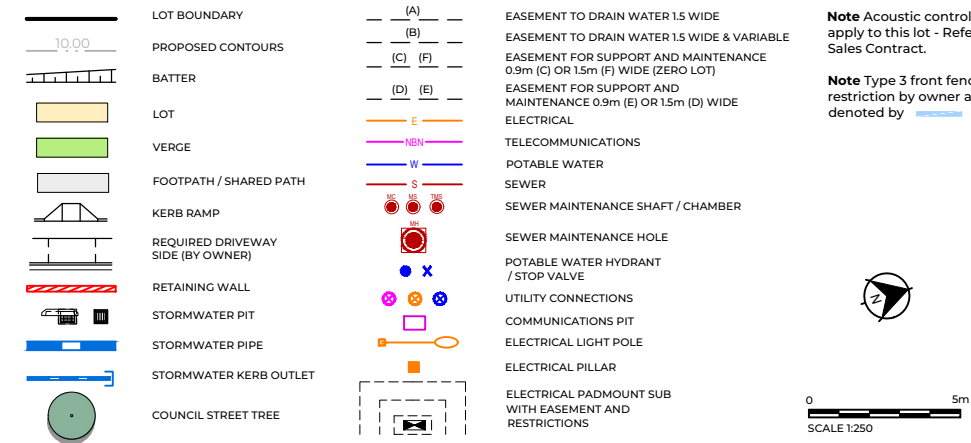 LOT BOUNDARY
10.00
PROPOSED CONTOURS
BATTER
LOT
VERGE
FOOTPATH / SHARED PATH
KERB RAMP
REQUIRED DRIVEWAY
SIDE (BY OWNER)
RETAINING WALL
STORMWATER PIT
STORMWATER PIPE
STORMWATER KERB OUTLET
COUNCIL STREET TREE
(A)
EASEMENT TO DRAIN WATER 1.5 WIDE
(B)
EASEMENT TO DRAIN WATER 1.5 WIDE & VARIABLE
(C) (F)
EASEMENT FOR SUPPORT AND MAINTENANCE
0.9m (C) OR 1.5m (F) WIDE (ZERO LOT)
(D) (E)
EASEMENT FOR SUPPORT AND
MAINTENANCE 0.9m (E) OR 1.5m (D) WIDE
E
ELECTRICAL
NBN
TELECOMMUNICATIONS
W
POTABLE WATER
S
SEWER
MC MS TMS
SEWER MAINTENANCE SHAFT / CHAMBER
MH
SEWER MAINTENANCE HOLE
POTABLE WATER HYDRANT
/ STOP VALVE
UTILITY CONNECTIONS
COMMUNICATIONS PIT
ELECTRICAL LIGHT POLE
ELECTRICAL PILLAR
ELECTRICAL PADMOUNT SUB
WITH EASEMENT AND
RESTRICTIONS
Note Acoustic control
apply to this lot - Refe
Sales Contract.
Note Type 3 front fenc
restriction by owner a
denoted by
N
0 5m
SCALE 1:250